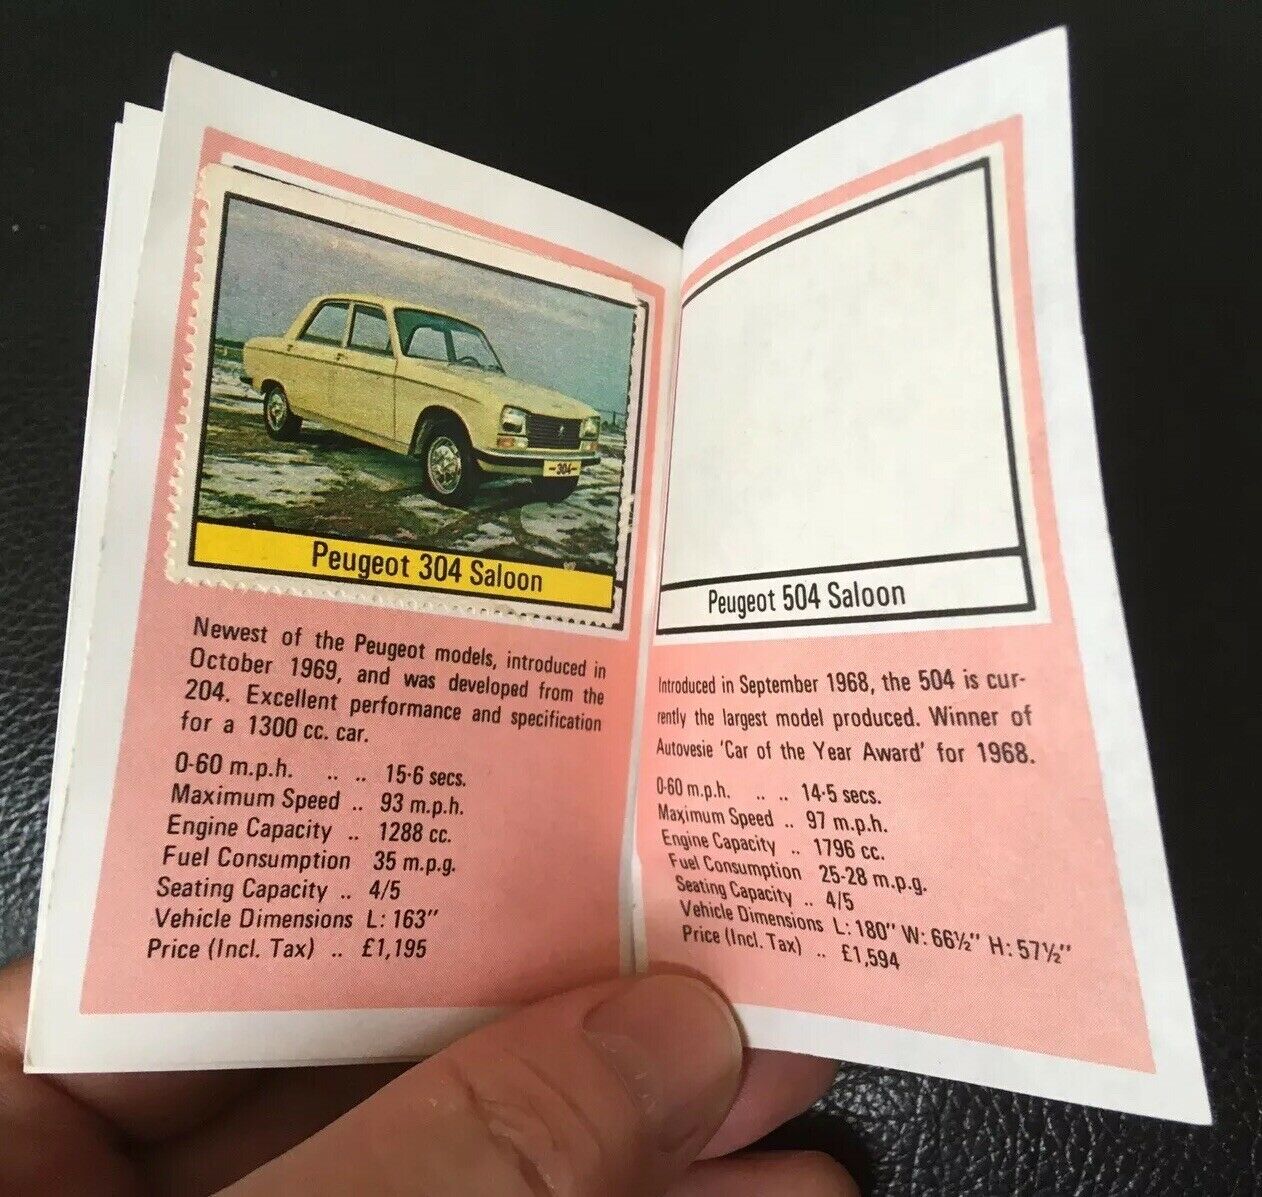 -304-
Peugeot 304 Saloon
Newest of the Peugeot models, introduced in
October 1969, and was developed from the
204. Excellent performance and specification
for a 1300 cc. car.
0-60 m.p.h. .. .. 15·6 secs.
Maximum Speed .. 93 m.p.h.
Engine Capacity .. 1288 cc.
Fuel Consumption 35 m.p.g.
Seating Capacity .. 4/5
Vehicle Dimensions L: 163"
Price (Incl. Tax) .. £1,195
Peugeot 504 Saloon
Introduced in September 1968, the 504 is cur-
rently the largest model produced. Winner of
Autovesie 'Car of the Year Award' for 1968.
0-60 m.p.h. .. .. 14·5 secs.
Maximum Speed .. 97 m.p.h.
Engine Capacity .. 1796 cc.
Fuel Consumption 25-28 m.p.g.
Seating Capacity .. 4/5
Vehicle Dimensions L: 180" W: 66½" H: 57½"
Price (Incl. Tax) .. £1,594